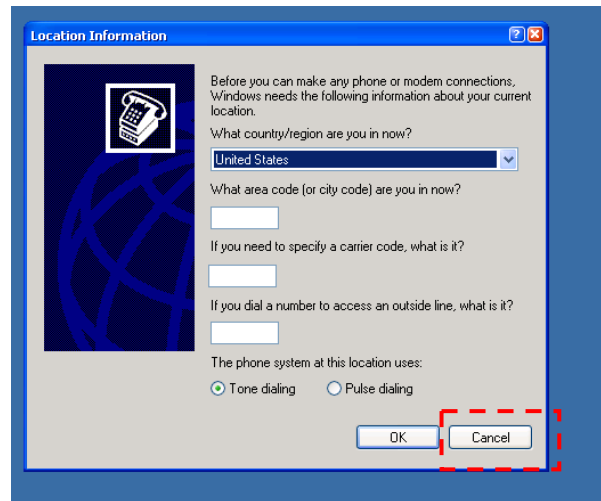 Location Information
Before you can make any phone or modem connections,
Windows needs the following information about your current
location.
What country/region are you in now?
United States
What area code (or city code) are you in now?
If you need to specify a carrier code, what is it?
If you dial a number to access an outside line, what is it?
The phone system at this location uses:
Tone dialing Pulse dialing
OK Cancel